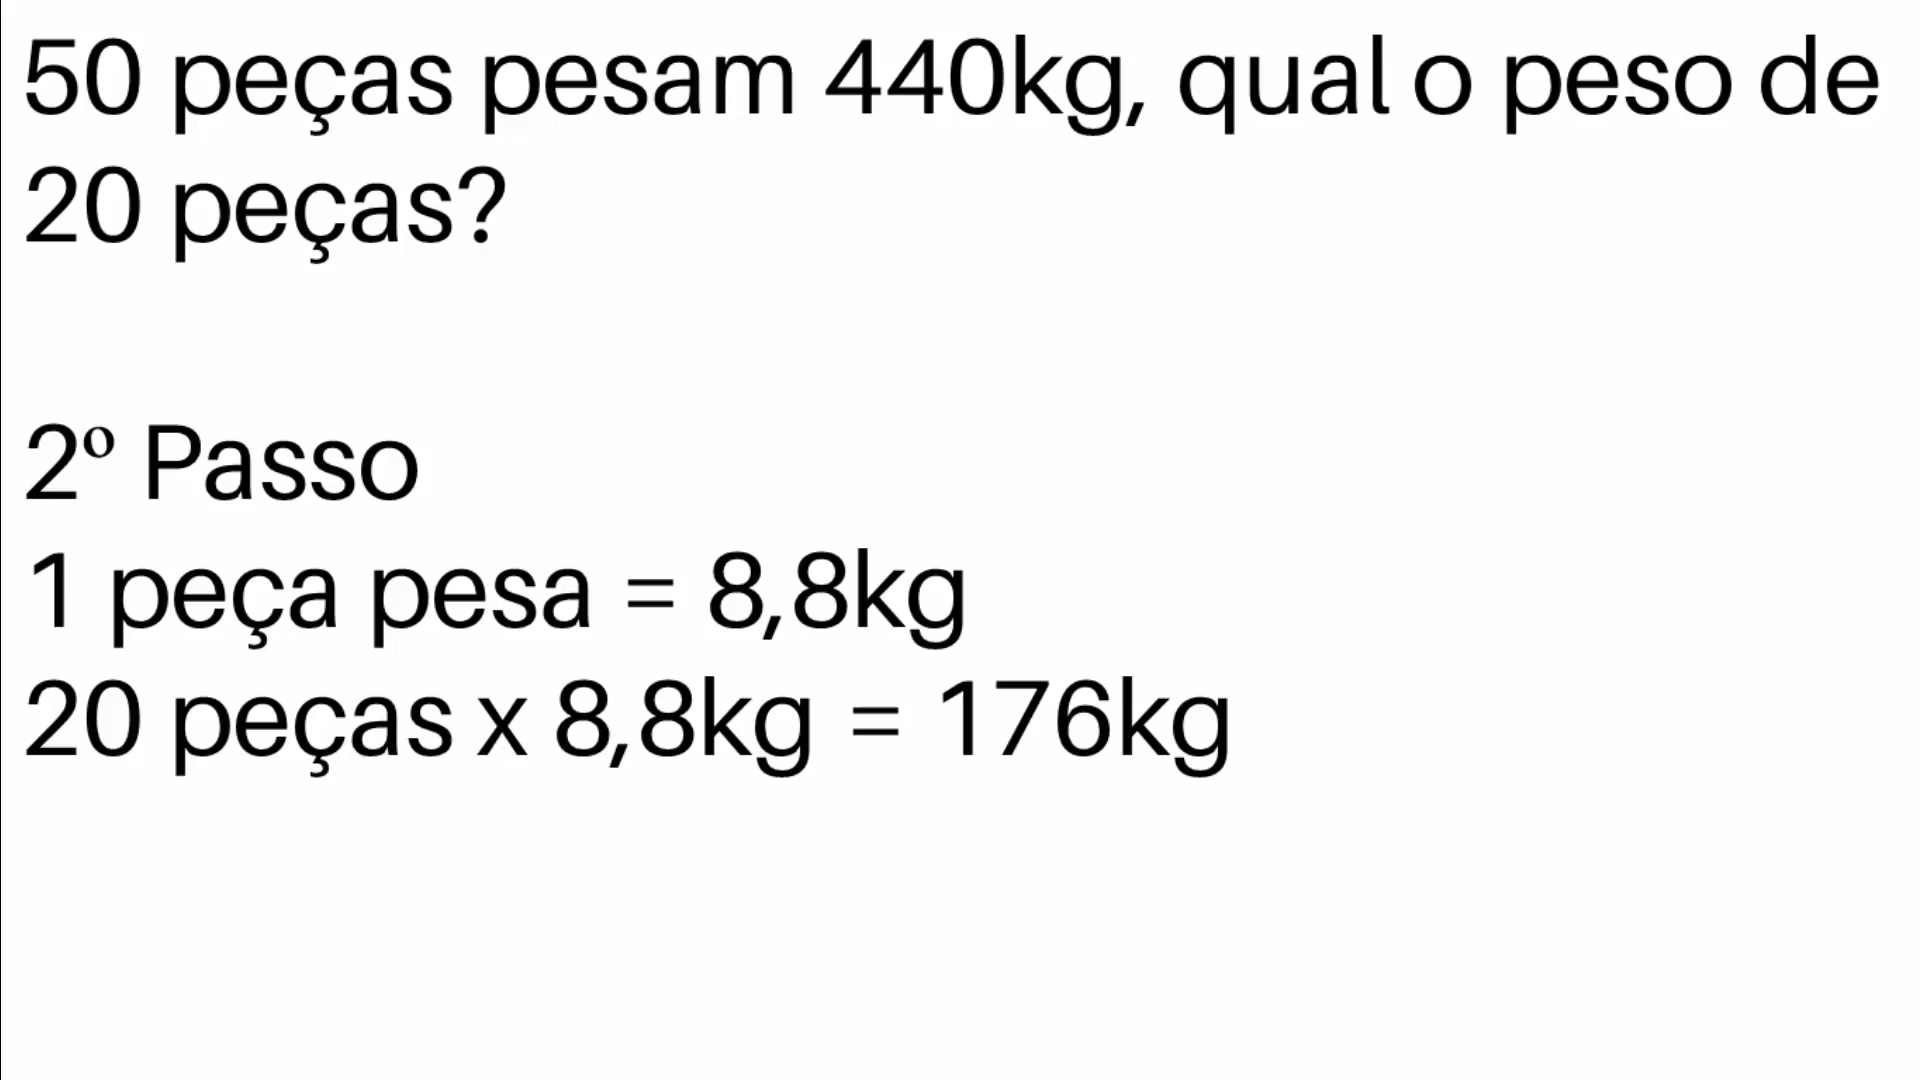 50 peças pesam 440kg, qual o peso de
20 peças?
2º Passo
1 peça pesa = 8,8kg
20 peças x 8,8kg = 176kg